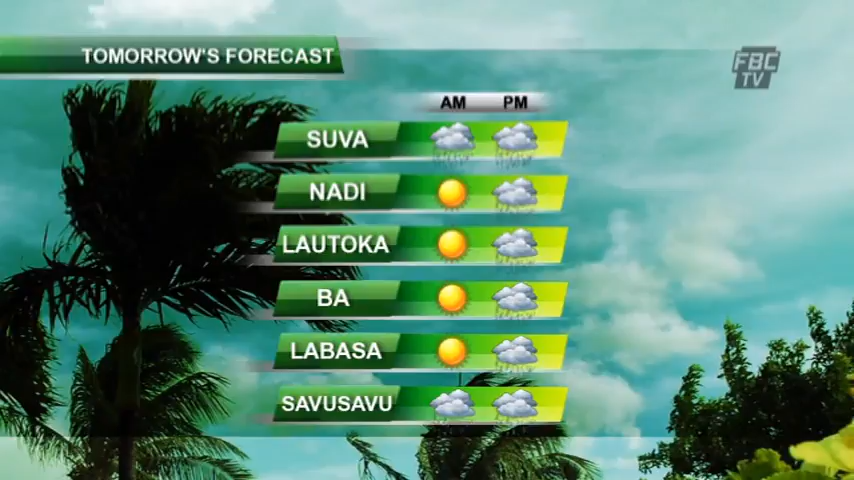 TOMORROW'S FORECAST
FBC
TV
AM PM
SUVA
NADI
LAUTOKA
BA
LABASA
SAVUSAVU